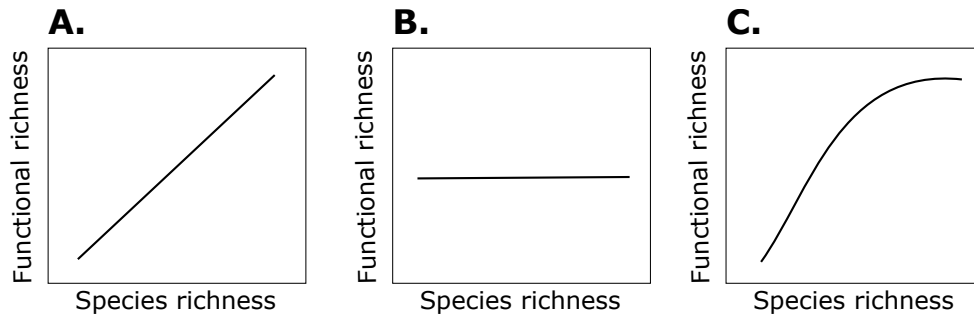 A.
Functional richness
Species richness
B.
Functional richness
Species richness
C.
Functional richness
Species richness